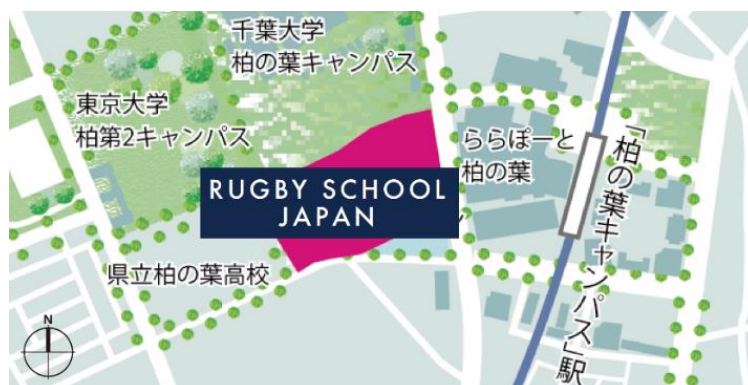 千葉大学
柏の葉キャンパス
東京大学
柏第2キャンパス
ららぽーと
柏の葉
RUGBY SCHOOL
JAPAN
県立柏の葉高校
「柏の葉キャンパス」駅
N